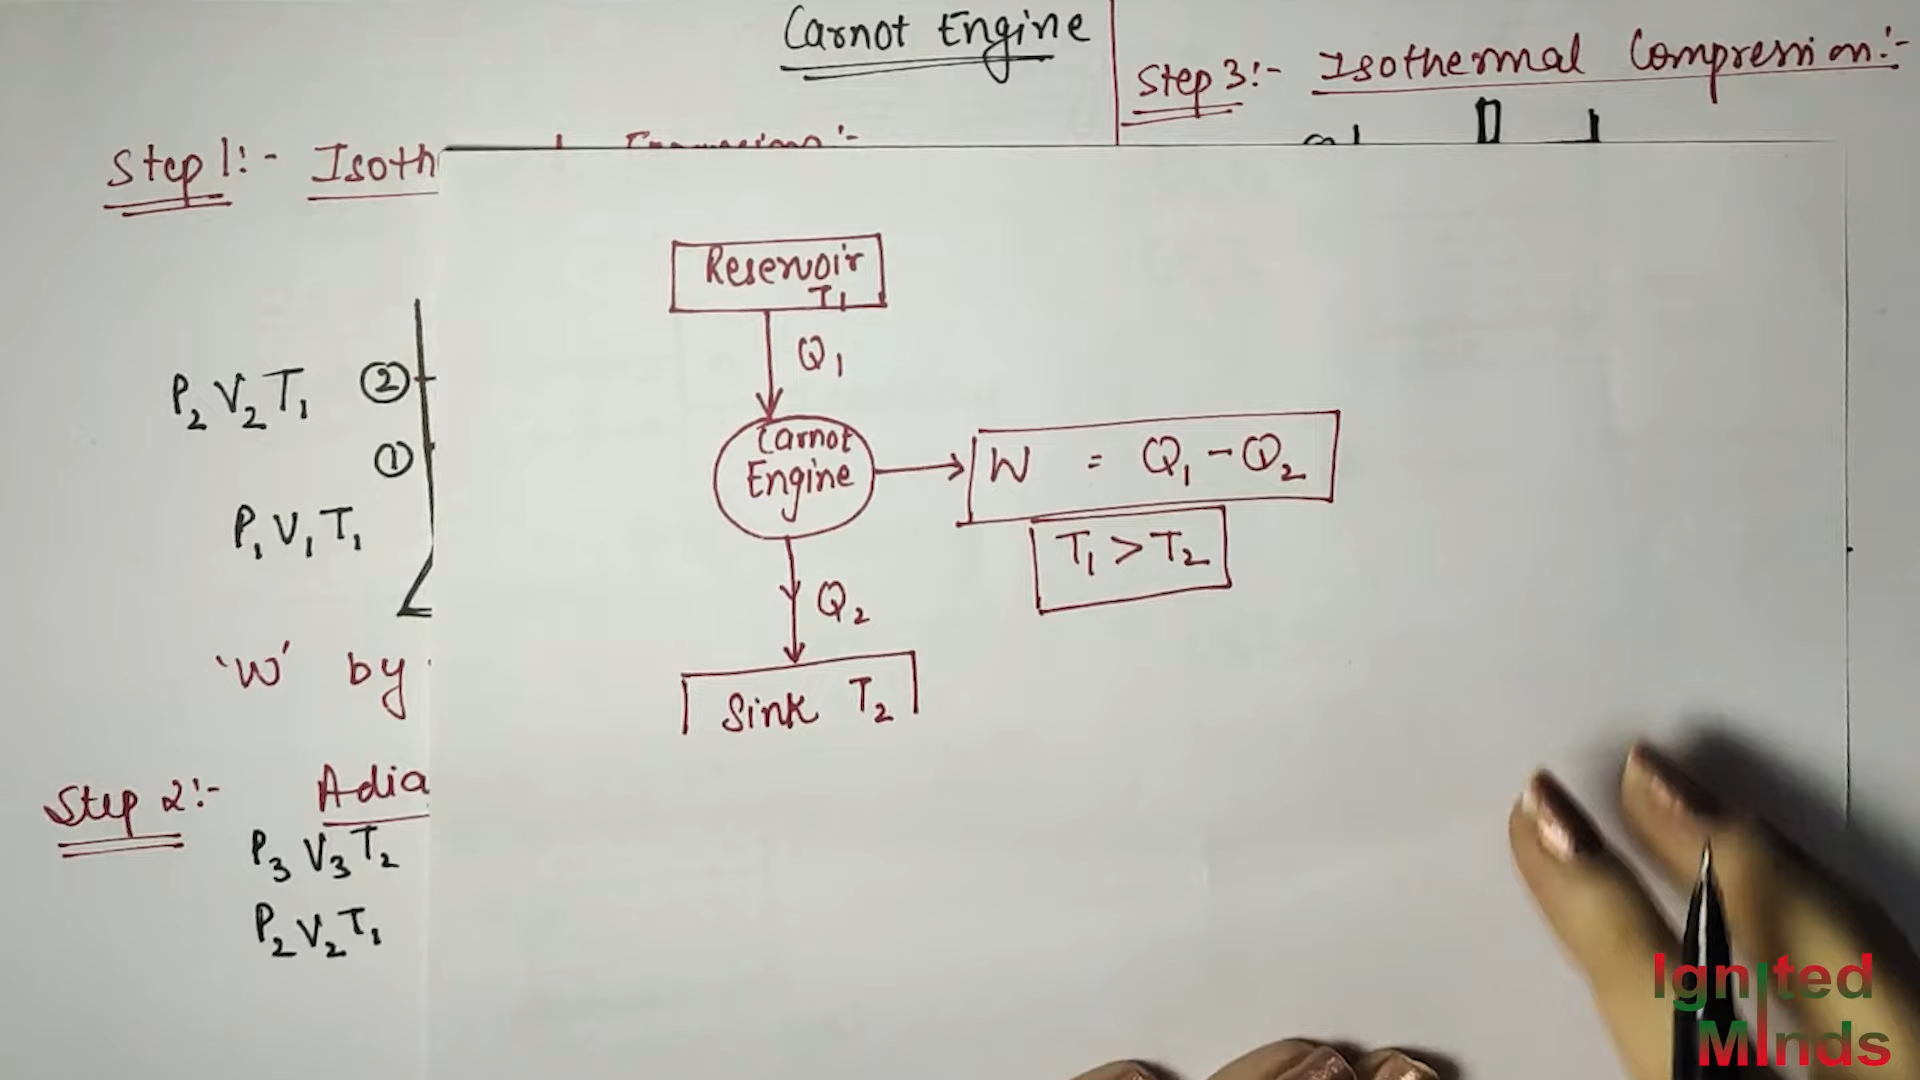 Carnot Engine
Step 3:- Isothermal Compression:-
Step 1:- Isoth
Reservoir
T₁
Q₁
P₂ V₂ T₁ ②
①
Carnot
Engine
W = Q₁ - Q₂
P₁ V₁ T₁
T₁ > T₂
Q₂
'W' by
Sink T₂
Step 2:- Adia
P₃ V₃ T₂
P₂ V₂ T₁
Ignited
Minds